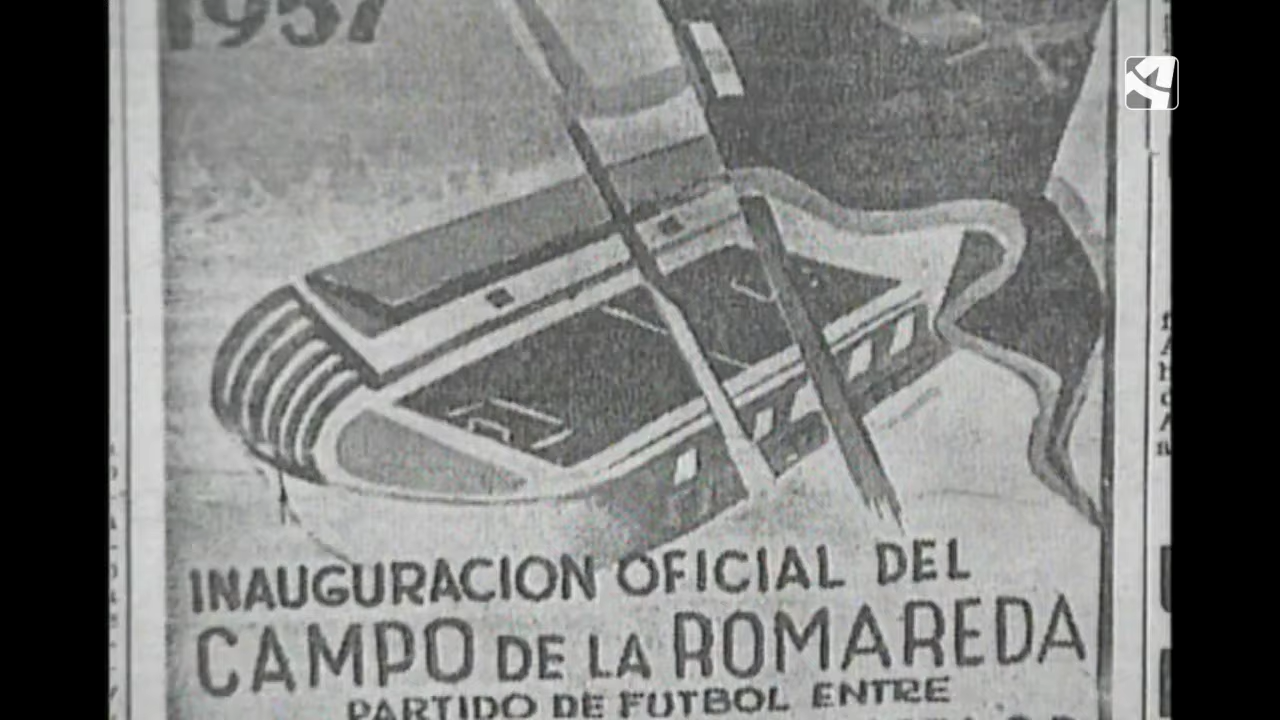 1957
INAUGURACION OFICIAL DEL
CAMPO DE LA ROMAREDA
PARTIDO DE FUTBOL ENTRE